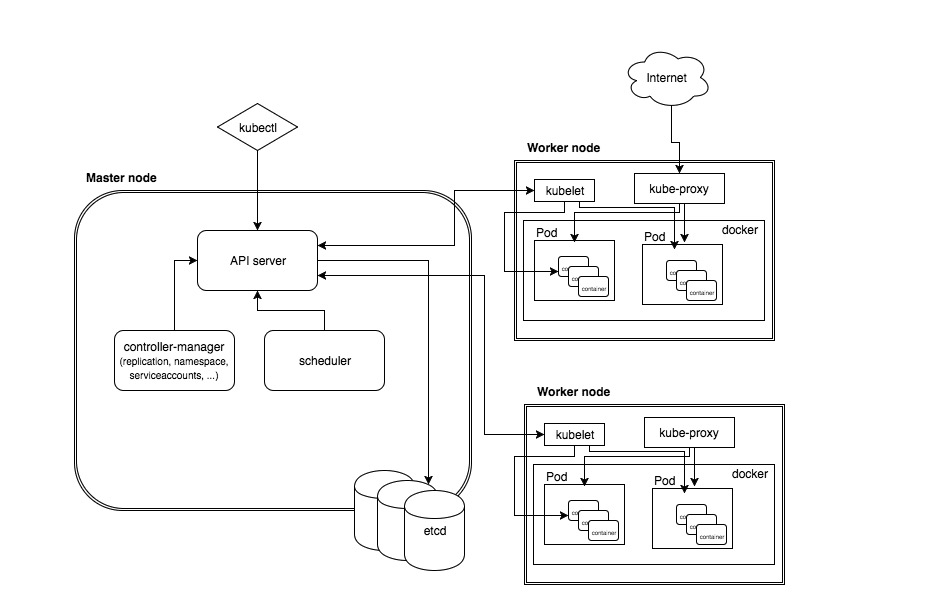 Internet
kubectl
Worker node
Master node
kubelet
kube-proxy
docker
Pod
Pod
API server
container
container
controller-manager
(replication, namespace,
serviceaccounts, ...)
scheduler
Worker node
kubelet
kube-proxy
docker
Pod
Pod
container
container
etcd